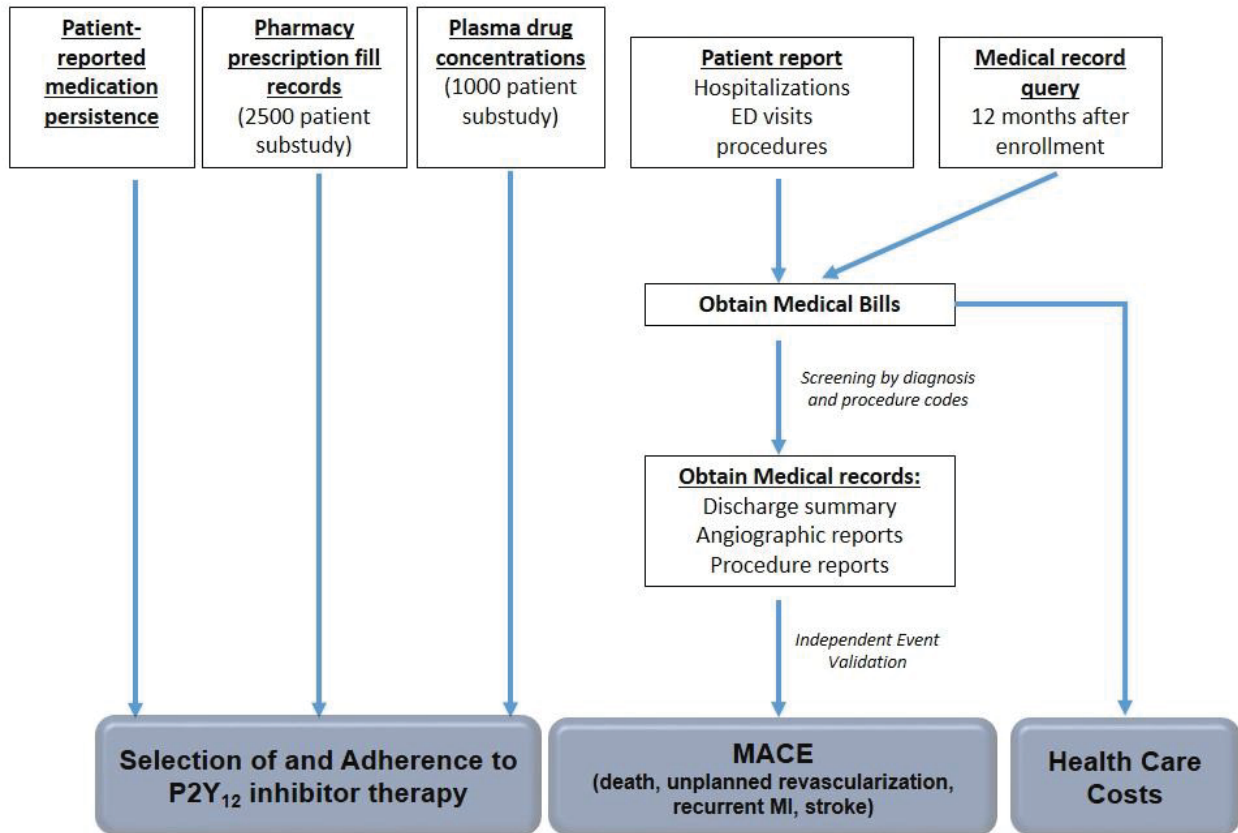 Patient-
reported
medication
persistence
Pharmacy
prescription fill
records
(2500 patient
substudy)
Plasma drug
concentrations
(1000 patient
substudy)
Patient report
Hospitalizations
ED visits
procedures
Medical record
query
12 months after
enrollment
Obtain Medical Bills
Screening by diagnosis
and procedure codes
Obtain Medical records:
Discharge summary
Angiographic reports
Procedure reports
Independent Event
Validation
Selection of and Adherence to
P2Y₁₂ inhibitor therapy
MACE
(death, unplanned revascularization,
recurrent MI, stroke)
Health Care
Costs